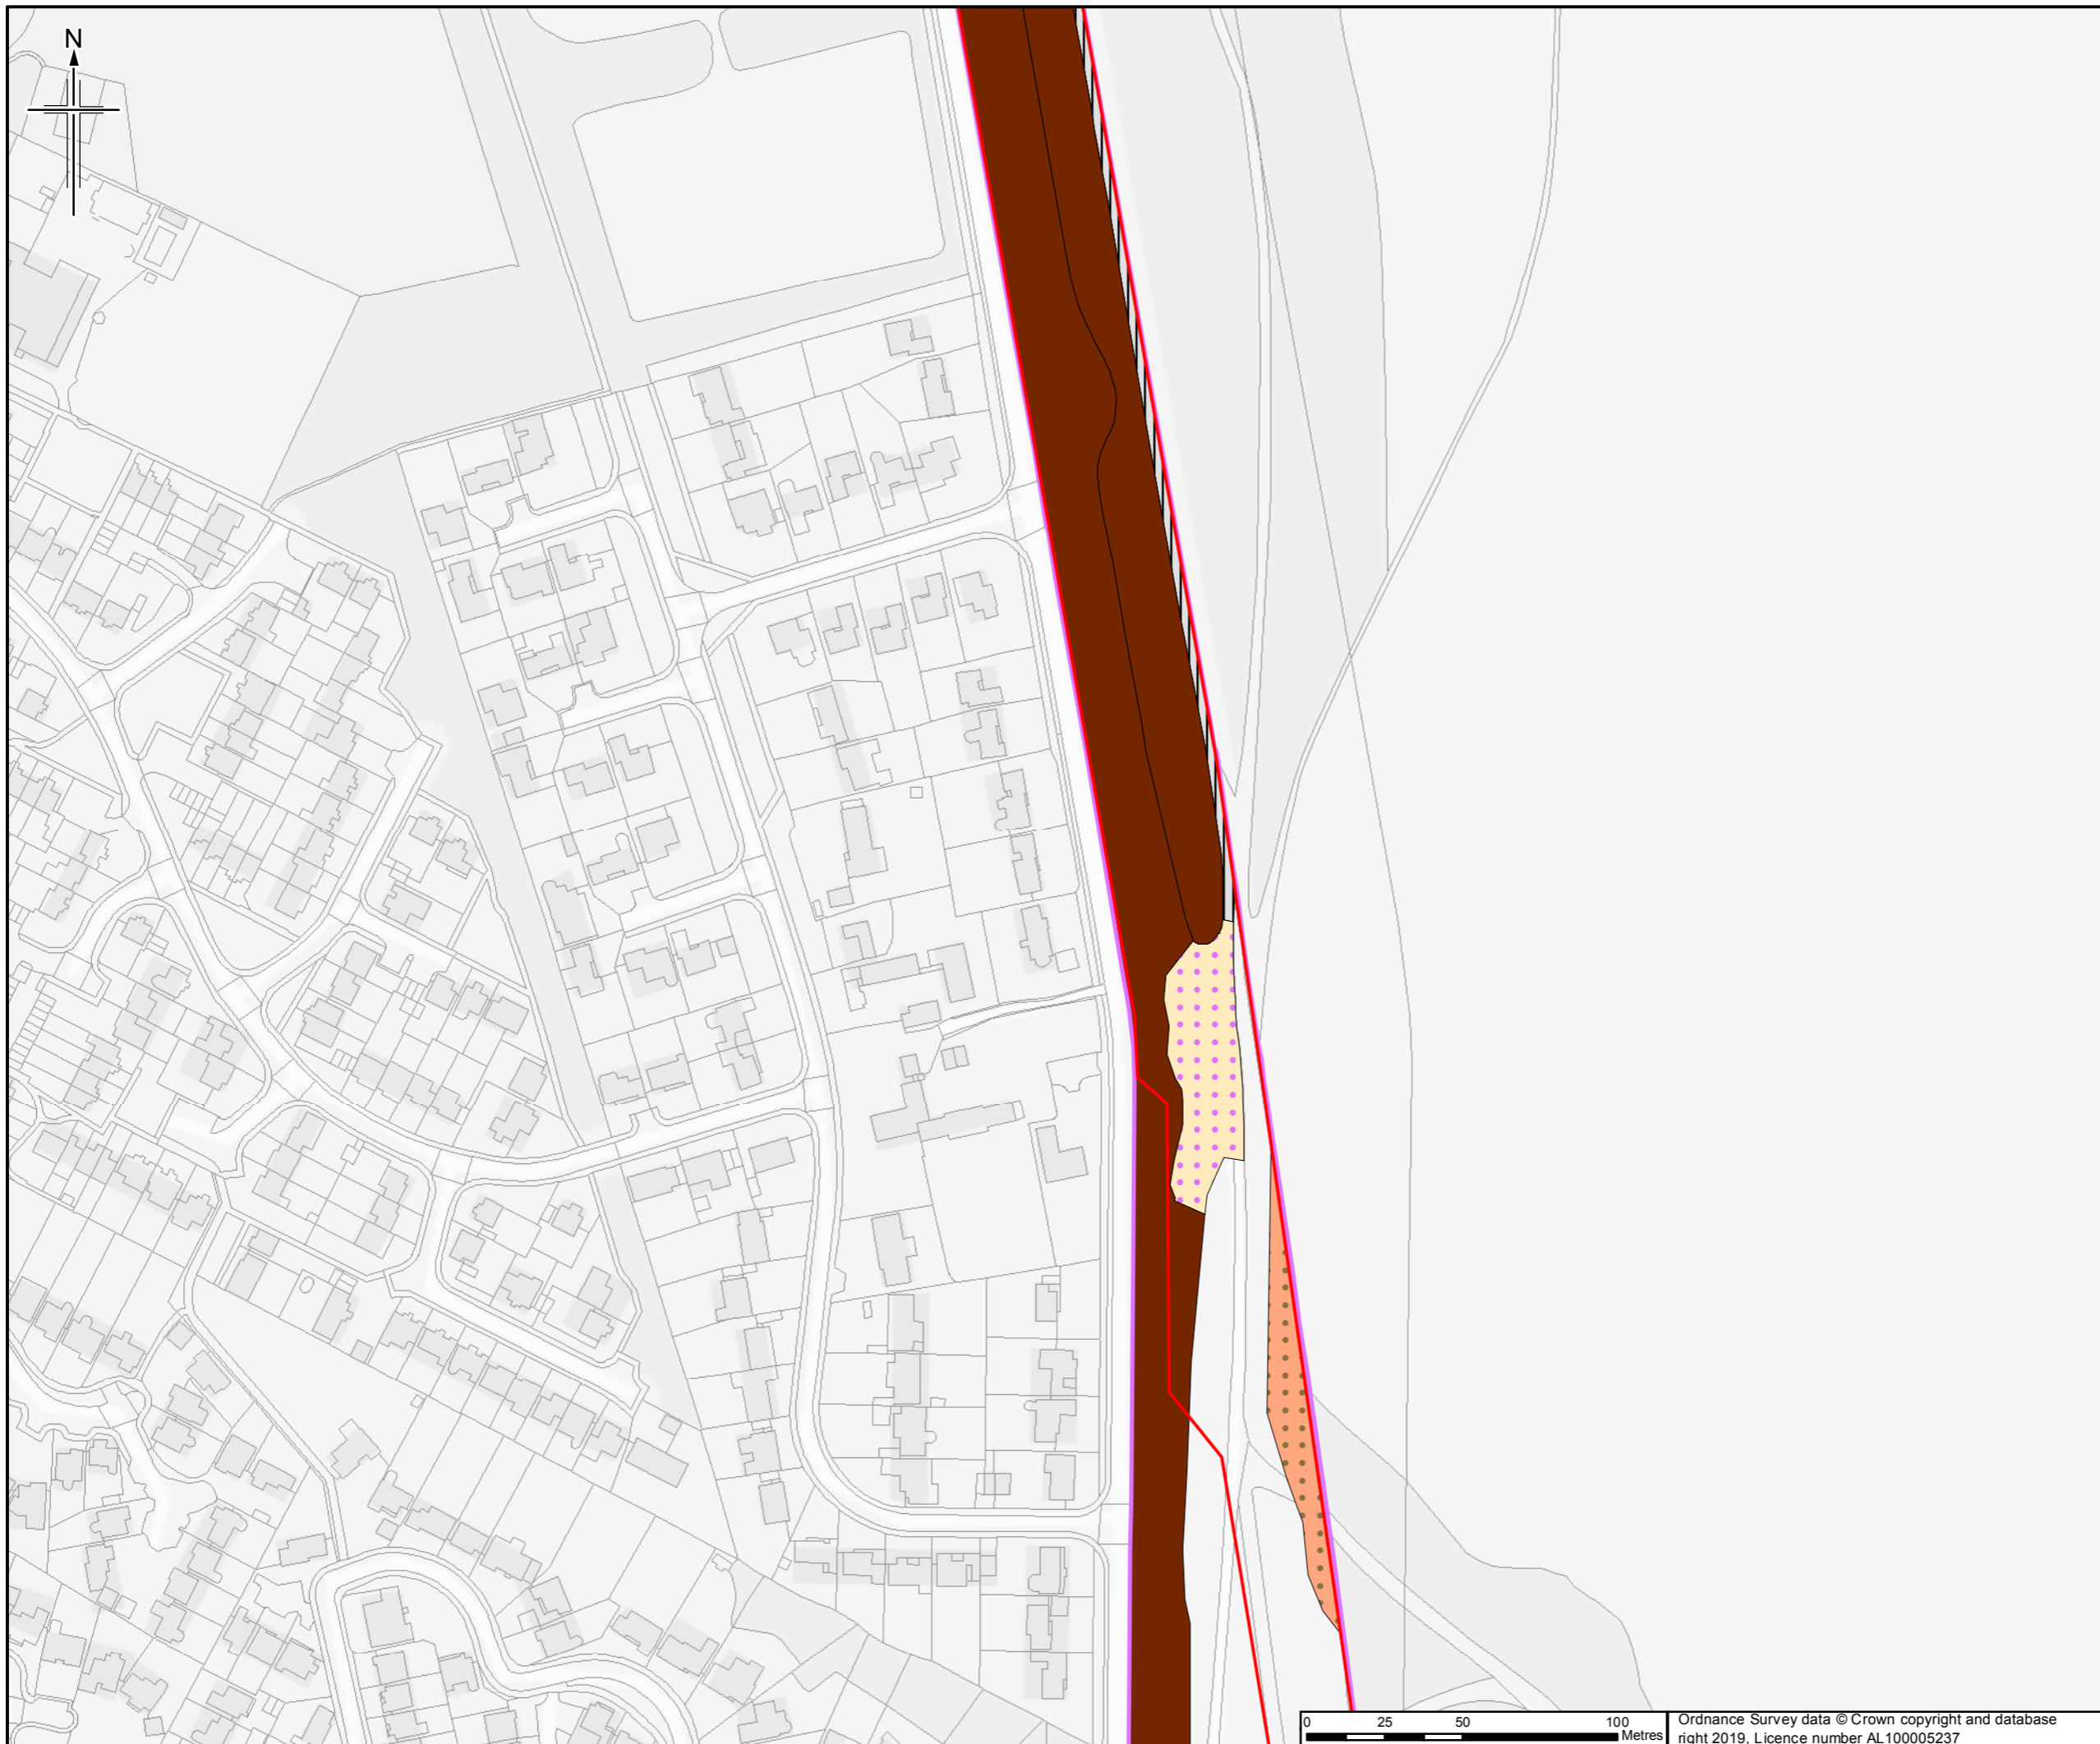 N
0 25 50 100
Metres
Ordnance Survey data © Crown copyright and database
right 2019. Licence number AL100005237